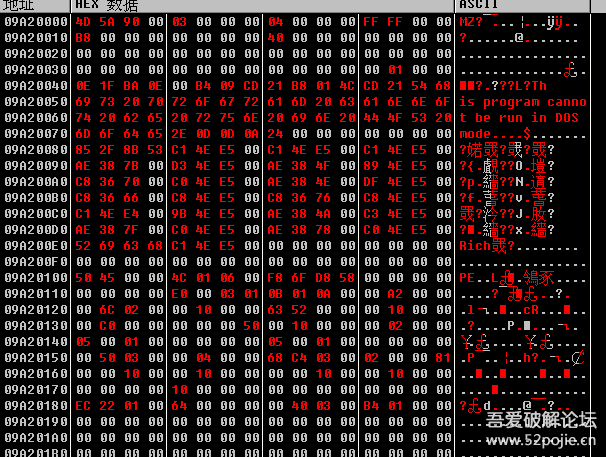 地址 HEX 数据 ASCII
09A20000 4D 5A 90 00 03 00 00 00 04 00 00 00 FF FF 00 00 MZ?
09A20010 B8 00 00 00 00 00 00 00 40 00 00 00 00 00 00 00 ?.......@.......
09A20020 00 00 00 00 00 00 00 00 00 00 00 00 00 00 00 00 ................
09A20030 00 00 00 00 00 00 00 00 00 00 00 00 00 01 00 00
09A20040 0E 1F BA 0E 00 B4 09 CD 21 B8 01 4C CD 21 54 68
09A20050 69 73 20 70 72 6F 67 72 61 6D 20 63 61 6E 6E 6F is program canno
09A20060 74 20 62 65 20 72 75 6E 20 69 6E 20 44 4F 53 20 t be run in DOS
09A20070 6D 6F 64 65 2E 0D 0D 0A 24 00 00 00 00 00 00 00 mode....$.......
09A20080 85 2F 8B 53 C1 4E E5 00 C1 4E E5 00 C1 4E E5 00
09A20090 AE 38 7B 00 D3 4E E5 00 AE 38 4F 00 89 4E E5 00
09A200A0 C8 36 70 00 C0 4E E5 00 AE 38 4E 00 DF 4E E5 00
09A200B0 C8 36 66 00 C8 4E E5 00 C8 36 76 00 C8 4E E5 00
09A200C0 C1 4E E4 00 9B 4E E5 00 AE 38 4A 00 C3 4E E5 00
09A200D0 AE 38 7F 00 C0 4E E5 00 AE 38 78 00 C0 4E E5 00
09A200E0 52 69 63 68 C1 4E E5 00 00 00 00 00 00 00 00 00
09A200F0 00 00 00 00 00 00 00 00 00 00 00 00 00 00 00 00 ................
09A20100 50 45 00 00 4C 01 06 00 F8 6F D8 58 00 00 00 00
09A20110 00 00 00 00 E0 00 03 01 0B 01 0A 00 00 A2 00 00
09A20120 00 6C 02 00 00 10 00 00 63 52 00 00 00 10 00 00
09A20130 00 C0 00 00 00 00 00 50 00 10 00 00 00 02 00 00
09A20140 05 00 01 00 00 00 00 00 05 00 01 00 00 00 00 00
09A20150 00 50 03 00 00 04 00 00 68 C4 03 00 02 00 00 81
09A20160 00 00 10 00 00 10 00 00 00 00 10 00 00 10 00 00
09A20170 00 00 00 00 10 00 00 00 00 00 00 00 00 00 00 00
09A20180 EC 22 01 00 64 00 00 00 00 40 03 00 B4 01 00 00
09A20190 00 00 00 00 00 00 00 00 00 00 00 00 00 00 00 00
09A201A0 00 00 00 00 00 00 00 00 00 00 00 00 00 00 00 00
吾爱破解论坛
www.52pojie.cn